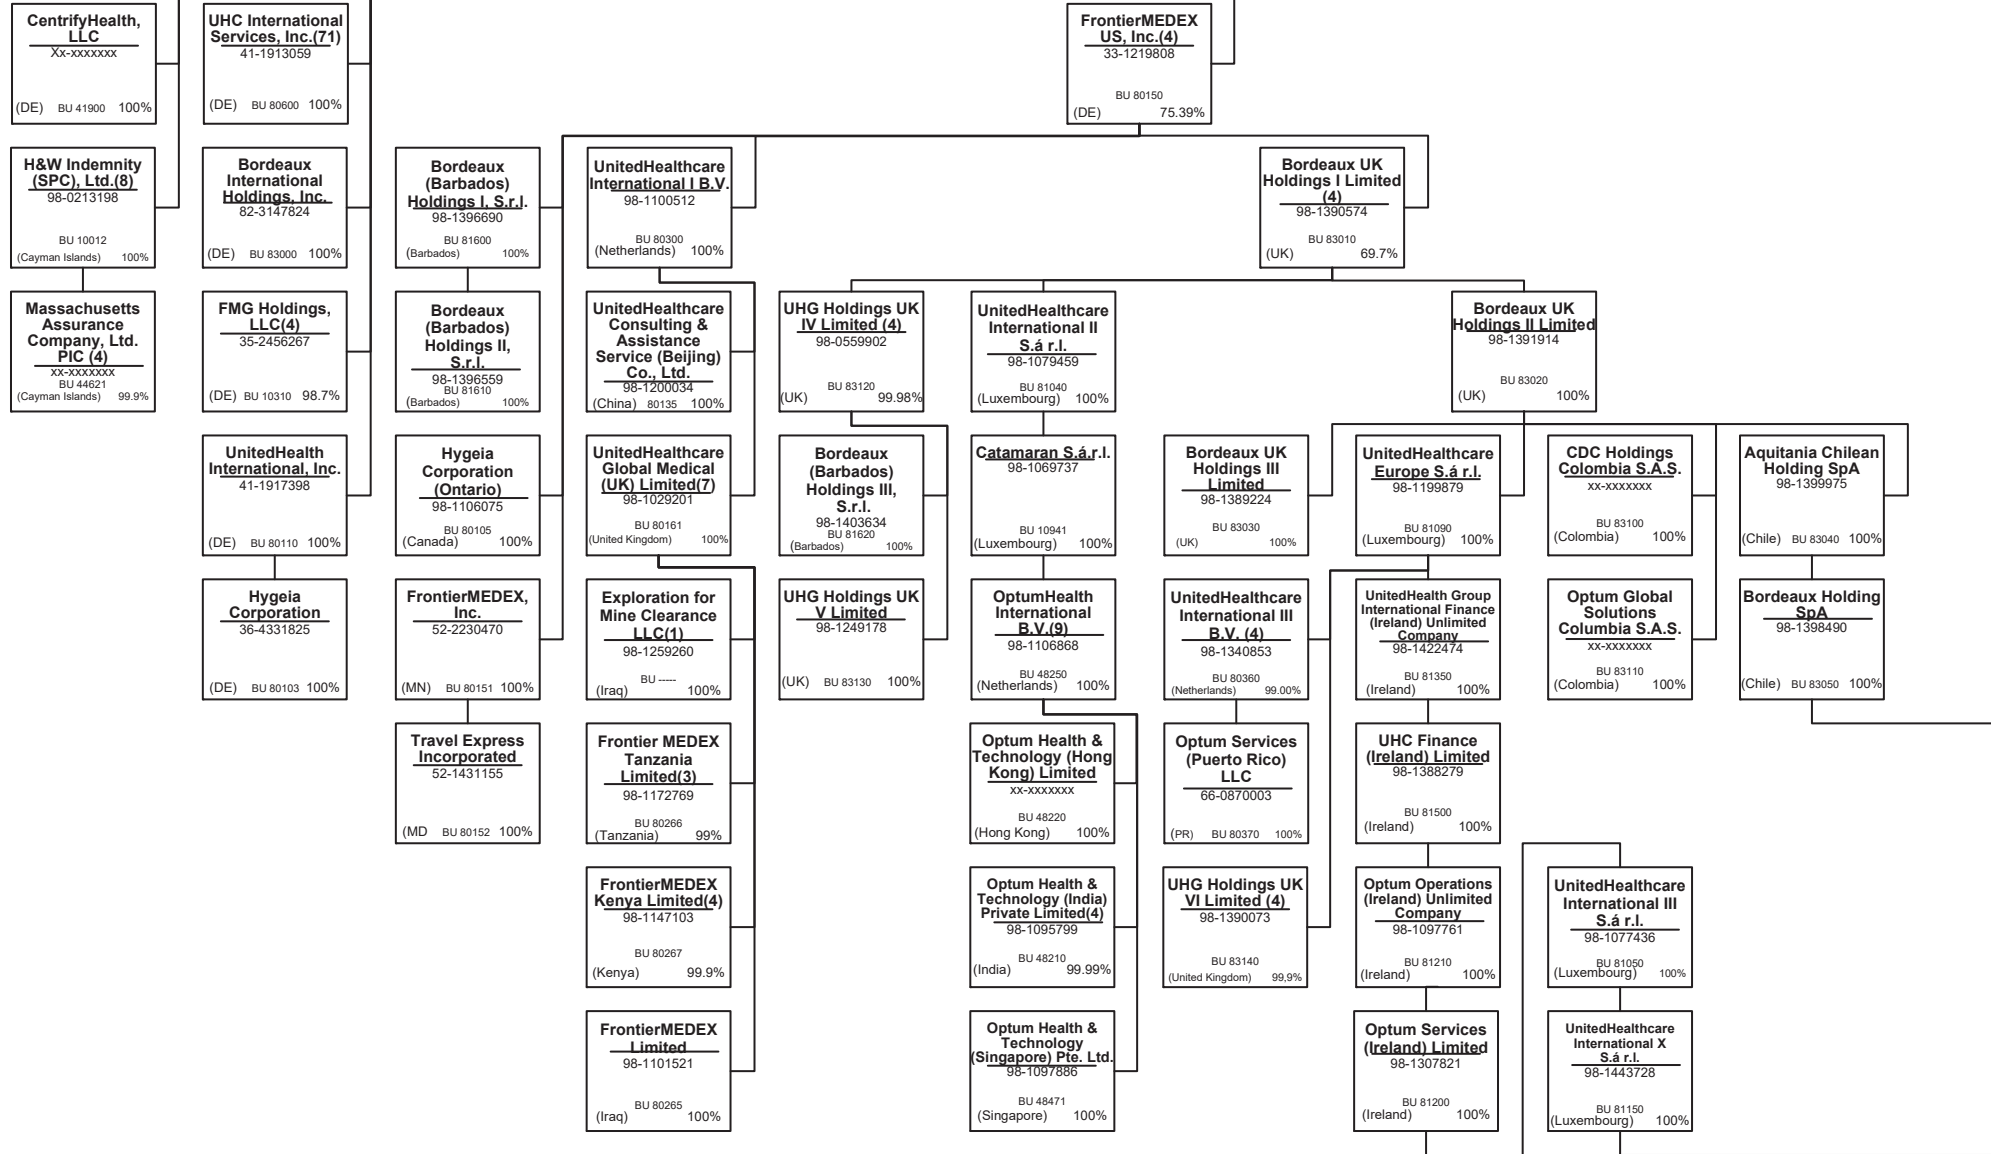 CentrifyHealth,
LLC
Xx-xxxxxxx
(DE) BU 41900 100%
UHC International
Services, Inc.(71)
41-1913059
(DE) BU 80600 100%
FrontierMEDEX
US, Inc.(4)
33-1219808
BU 80150
(DE) 75.39%
H&W Indemnity
(SPC), Ltd.(8)
98-0213198
BU 10012
(Cayman Islands) 100%
Bordeaux
International
Holdings, Inc.
82-3147824
(DE) BU 83000 100%
Bordeaux
(Barbados)
Holdings I, S.r.l.
98-1396690
BU 81600
(Barbados) 100%
UnitedHealthcare
International I B.V.
98-1100512
BU 80300
(Netherlands) 100%
Bordeaux UK
Holdings I Limited
(4)
98-1390574
BU 83010
(UK) 69.7%
Massachusetts
Assurance
Company, Ltd.
PIC (4)
xx-xxxxxxx
BU 44621
(Cayman Islands) 99.9%
FMG Holdings,
LLC(4)
35-2456267
(DE) BU 10310 98.7%
Bordeaux
(Barbados)
Holdings II,
S.r.l.
98-1396559
BU 81610
(Barbados) 100%
UnitedHealthcare
Consulting &
Assistance
Service (Beijing)
Co., Ltd.
98-1200034
(China) 80135 100%
UHG Holdings UK
IV Limited (4)
98-0559902
BU 83120
(UK) 99.98%
UnitedHealthcare
International II
S.á r.l.
98-1079459
BU 81040
(Luxembourg) 100%
Bordeaux UK
Holdings II Limited
98-1391914
BU 83020
(UK) 100%
UnitedHealth
International, Inc.
41-1917398
(DE) BU 80110 100%
Hygeia
Corporation
(Ontario)
98-1106075
BU 80105
(Canada) 100%
UnitedHealthcare
Global Medical
(UK) Limited(7)
98-1029201
BU 80161
(United Kingdom) 100%
Bordeaux
(Barbados)
Holdings III,
S.r.l.
98-1403634
BU 81620
(Barbados) 100%
Catamaran S.á.r.l.
98-1069737
BU 10941
(Luxembourg) 100%
Bordeaux UK
Holdings III
Limited
98-1389224
BU 83030
(UK) 100%
UnitedHealthcare
Europe S.á r.l.
98-1199879
BU 81090
(Luxembourg) 100%
CDC Holdings
Colombia S.A.S.
xx-xxxxxxx
BU 83100
(Colombia) 100%
Aquitania Chilean
Holding SpA
98-1399975
(Chile) BU 83040 100%
Hygeia
Corporation
36-4331825
(DE) BU 80103 100%
FrontierMEDEX,
Inc.
52-2230470
(MN) BU 80151 100%
Exploration for
Mine Clearance
LLC(1)
98-1259260
BU -----
(Iraq) 100%
UHG Holdings UK
V Limited
98-1249178
(UK) BU 83130 100%
OptumHealth
International
B.V.(9)
98-1106868
BU 48250
(Netherlands) 100%
UnitedHealthcare
International III
B.V. (4)
98-1340853
BU 80360
(Netherlands) 99.00%
UnitedHealth Group
International Finance
(Ireland) Unlimited
Company
98-1422474
BU 81350
(Ireland) 100%
Optum Global
Solutions
Columbia S.A.S.
xx-xxxxxxx
BU 83110
(Colombia) 100%
Bordeaux Holding
SpA
98-1398490
(Chile) BU 83050 100%
Travel Express
Incorporated
52-1431155
(MD BU 80152 100%
Frontier MEDEX
Tanzania
Limited(3)
98-1172769
BU 80266
(Tanzania) 99%
Optum Health &
Technology (Hong
Kong) Limited
xx-xxxxxxx
BU 48220
(Hong Kong) 100%
Optum Services
(Puerto Rico)
LLC
66-0870003
(PR) BU 80370 100%
UHC Finance
(Ireland) Limited
98-1388279
BU 81500
(Ireland) 100%
FrontierMEDEX
Kenya Limited(4)
98-1147103
BU 80267
(Kenya) 99.9%
Optum Health &
Technology (India)
Private Limited(4)
98-1095799
BU 48210
(India) 99.99%
UHG Holdings UK
VI Limited (4)
98-1390073
BU 83140
(United Kingdom) 99,9%
Optum Operations
(Ireland) Unlimited
Company
98-1097761
BU 81210
(Ireland) 100%
UnitedHealthcare
International III
S.á r.l.
98-1077436
BU 81050
(Luxembourg) 100%
FrontierMEDEX
Limited
98-1101521
BU 80265
(Iraq) 100%
Optum Health &
Technology
(Singapore) Pte. Ltd.
98-1097886
BU 48471
(Singapore) 100%
Optum Services
(Ireland) Limited
98-1307821
BU 81200
(Ireland) 100%
UnitedHealthcare
International X
S.á r.l.
98-1443728
BU 81150
(Luxembourg) 100%